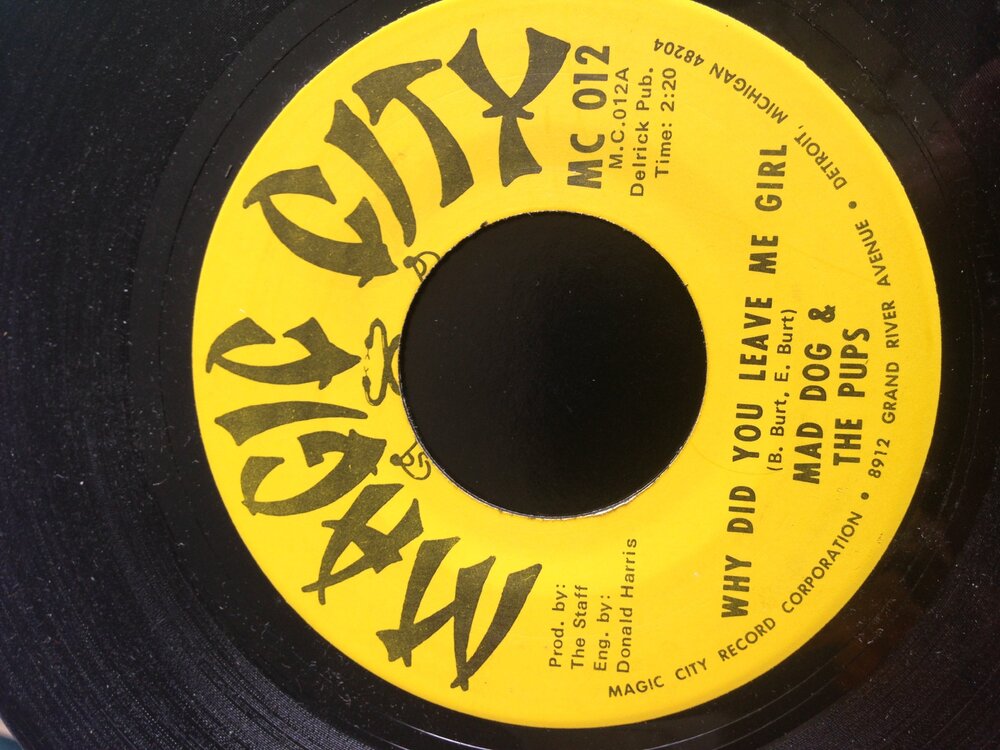 MAGIC CITY
MC 012
M.C.012A
Delrick Pub.
Time: 2:20
Prod. by:
The Staff
Eng. by:
Donald Harris
WHY DID YOU LEAVE ME GIRL
(B. Burt, E. Burt)
MAD DOG &
THE PUPS
MAGIC CITY RECORD CORPORATION • 8912 GRAND RIVER AVENUE • DETROIT, MICHIGAN 48204